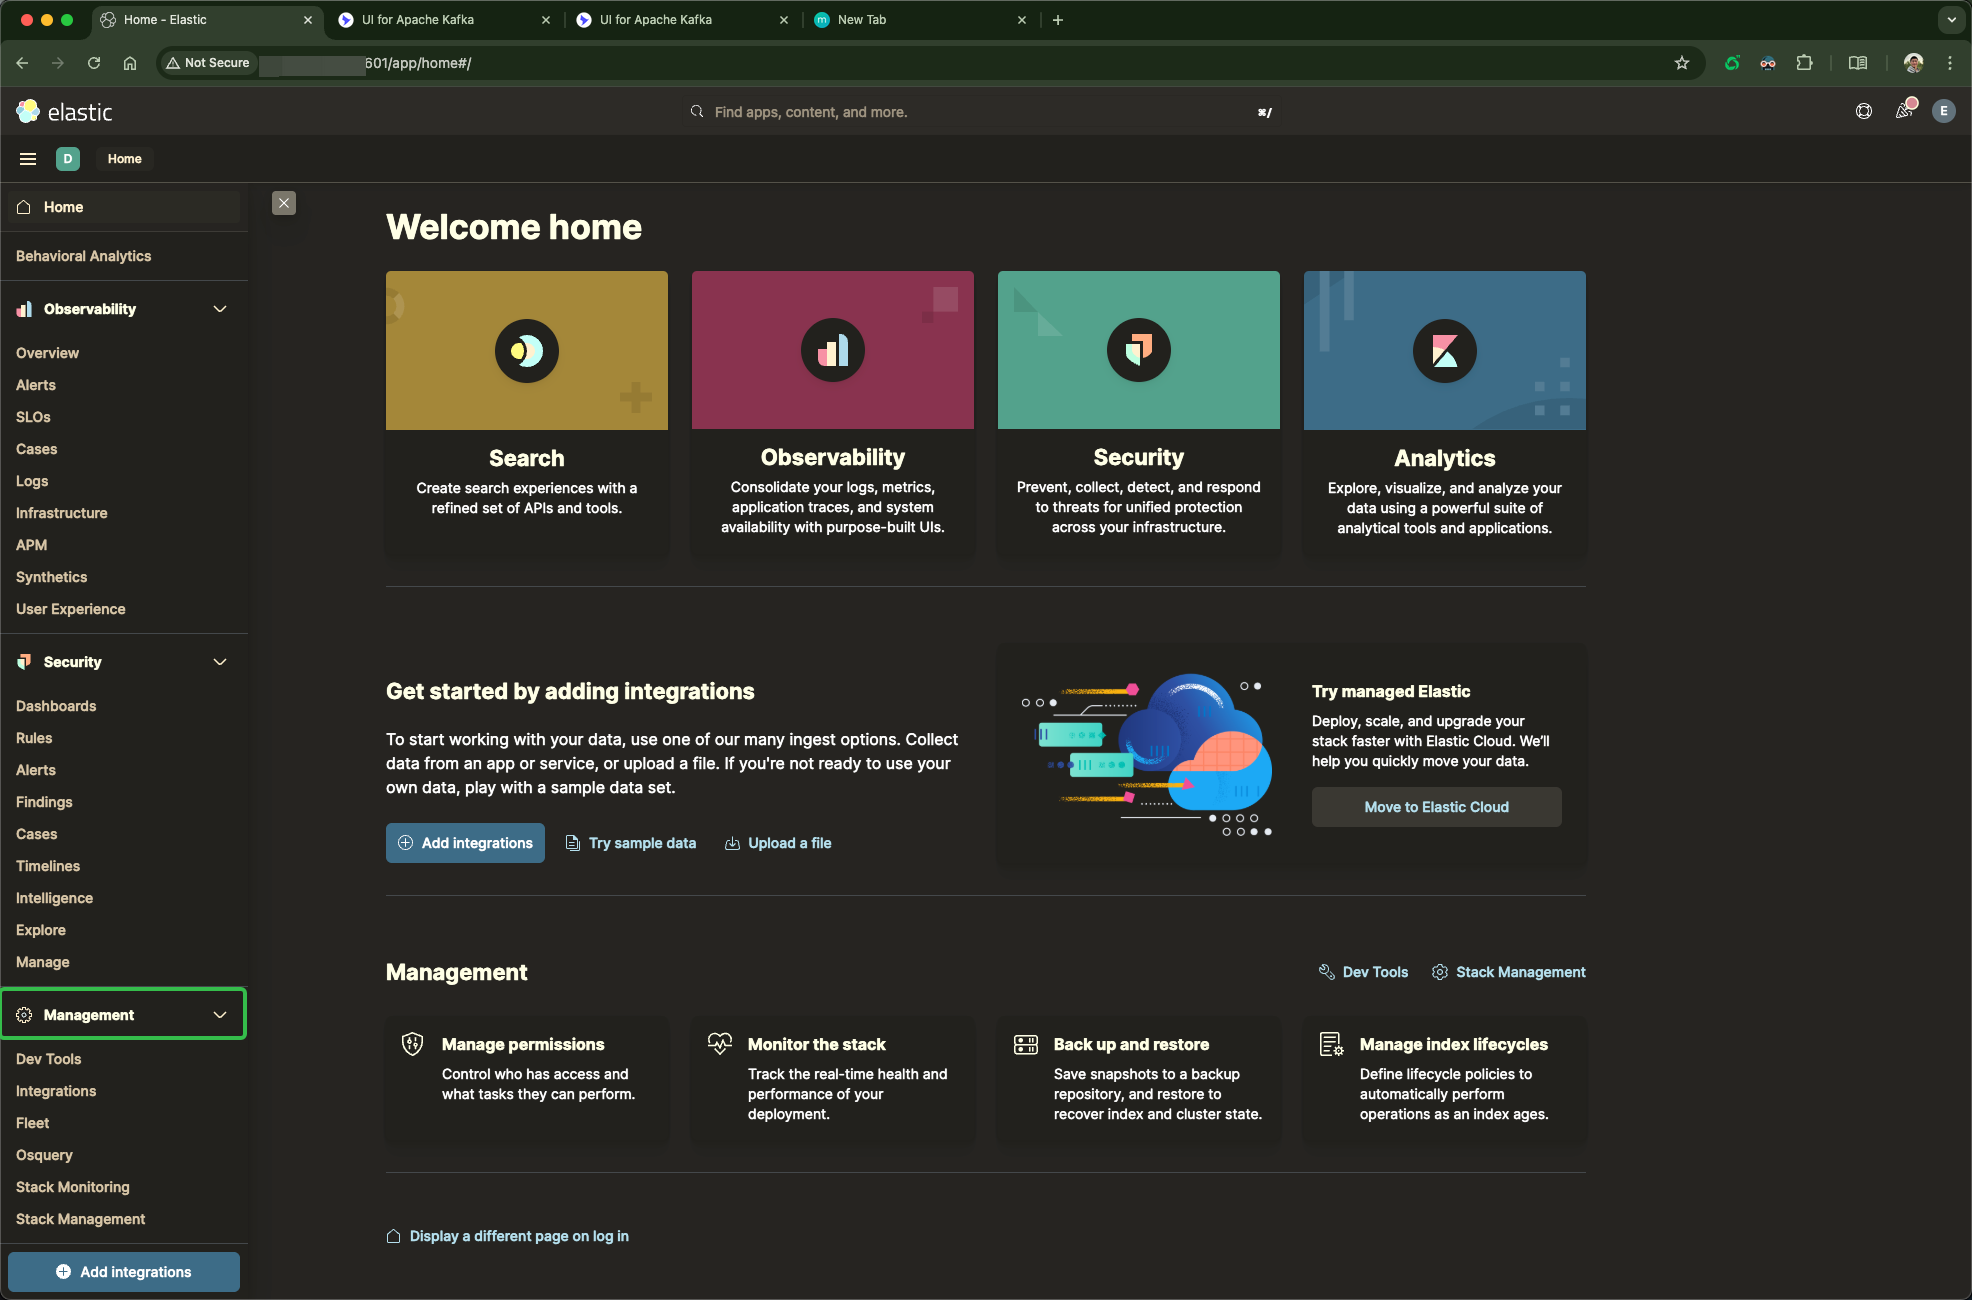 Home - Elastic
UI for Apache Kafka
UI for Apache Kafka
New Tab
Not Secure
601/app/home#/
elastic
Find apps, content, and more.
⌘/
E
D
Home
Home
Behavioral Analytics
Observability
Overview
Alerts
SLOs
Cases
Logs
Infrastructure
APM
Synthetics
User Experience
Security
Dashboards
Rules
Alerts
Findings
Cases
Timelines
Intelligence
Explore
Manage
Management
Dev Tools
Integrations
Fleet
Osquery
Stack Monitoring
Stack Management
Add integrations
Welcome home
Search
Create search experiences with a
refined set of APIs and tools.
Observability
Consolidate your logs, metrics,
application traces, and system
availability with purpose-built UIs.
Security
Prevent, collect, detect, and respond
to threats for unified protection
across your infrastructure.
Analytics
Explore, visualize, and analyze your
data using a powerful suite of
analytical tools and applications.
Get started by adding integrations
To start working with your data, use one of our many ingest options. Collect
data from an app or service, or upload a file. If you're not ready to use your
own data, play with a sample data set.
Add integrations
Try sample data
Upload a file
Try managed Elastic
Deploy, scale, and upgrade your
stack faster with Elastic Cloud. We’ll
help you quickly move your data.
Move to Elastic Cloud
Management
Dev Tools
Stack Management
Manage permissions
Control who has access and
what tasks they can perform.
Monitor the stack
Track the real-time health and
performance of your
deployment.
Back up and restore
Save snapshots to a backup
repository, and restore to
recover index and cluster state.
Manage index lifecycles
Define lifecycle policies to
automatically perform
operations as an index ages.
Display a different page on log in